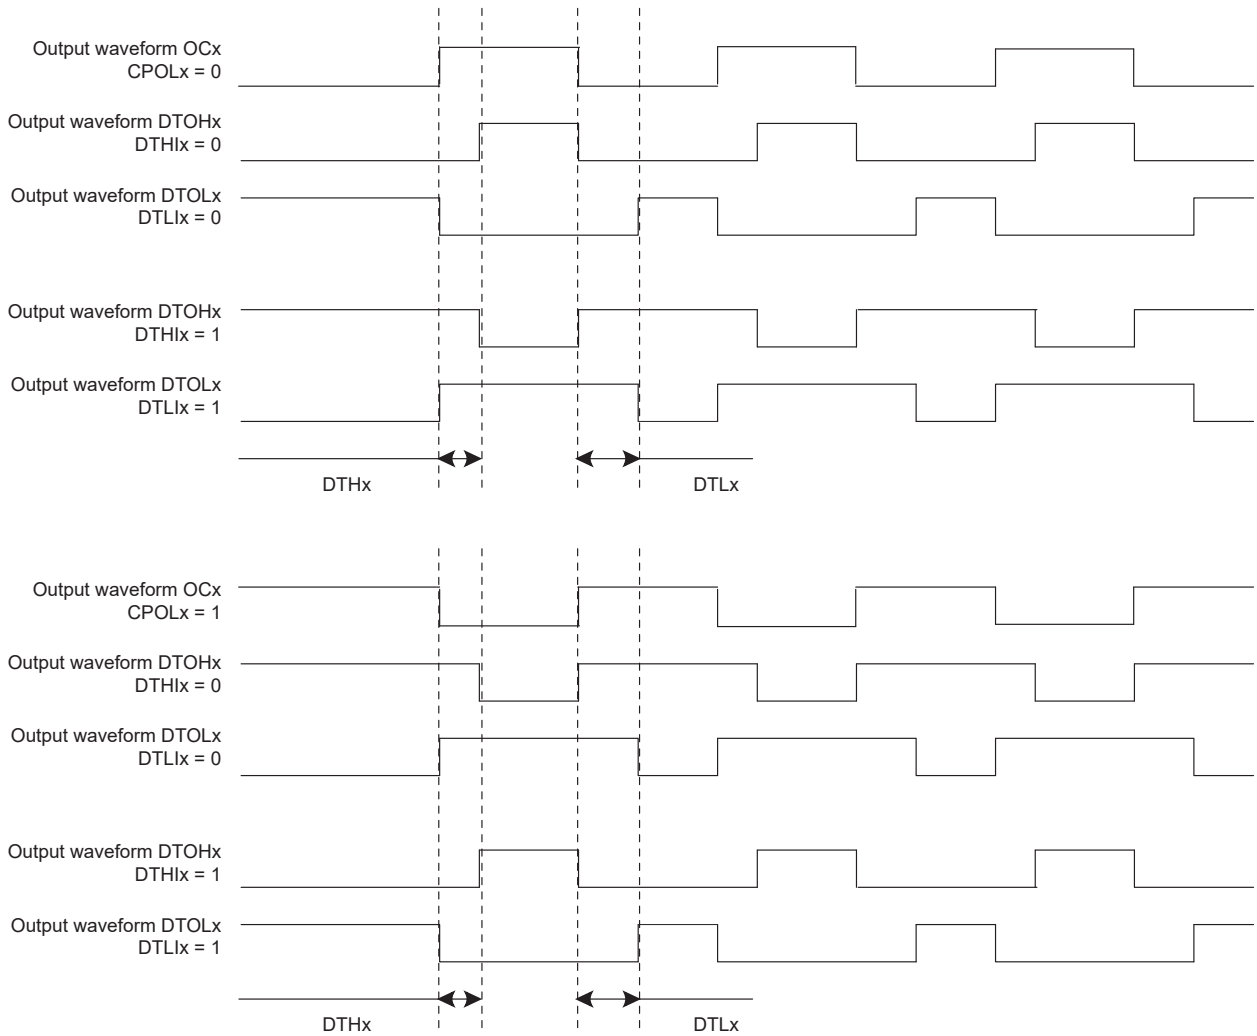 Output waveform OCx
CPOLx = 0
Output waveform DTOHx
DTHIx = 0
Output waveform DTOLx
DTLIx = 0
Output waveform DTOHx
DTHIx = 1
Output waveform DTOLx
DTLIx = 1
DTHx
DTLx
Output waveform OCx
CPOLx = 1
Output waveform DTOHx
DTHIx = 0
Output waveform DTOLx
DTLIx = 0
Output waveform DTOHx
DTHIx = 1
Output waveform DTOLx
DTLIx = 1
DTHx
DTLx